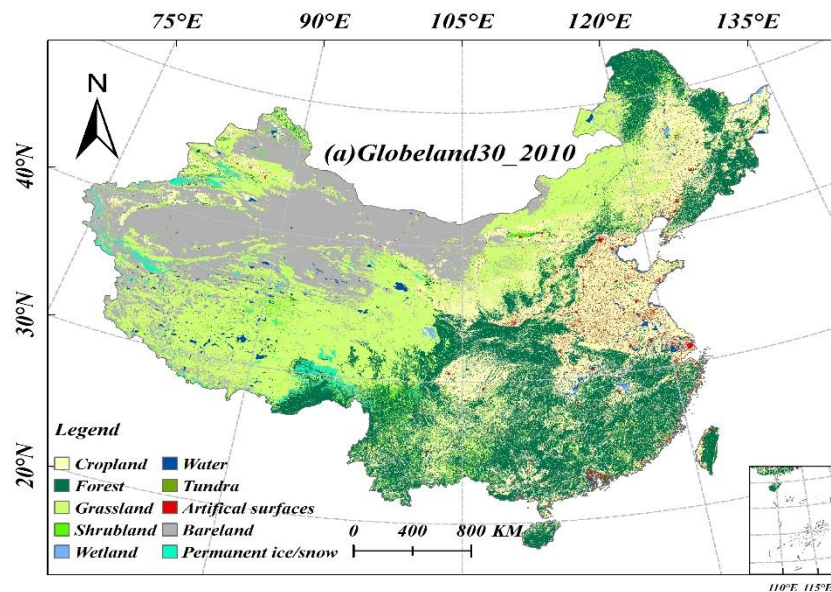 75°E 90°E 105°E 120°E 135°E
N
(a)Globeland30_2010
40°N
30°N
20°N
Legend
Cropland Water
Forest Tundra
Grassland Artifical surfaces
Shrubland Bareland
Wetland Permanent ice/snow
0 400 800 KM
110°E 115°E